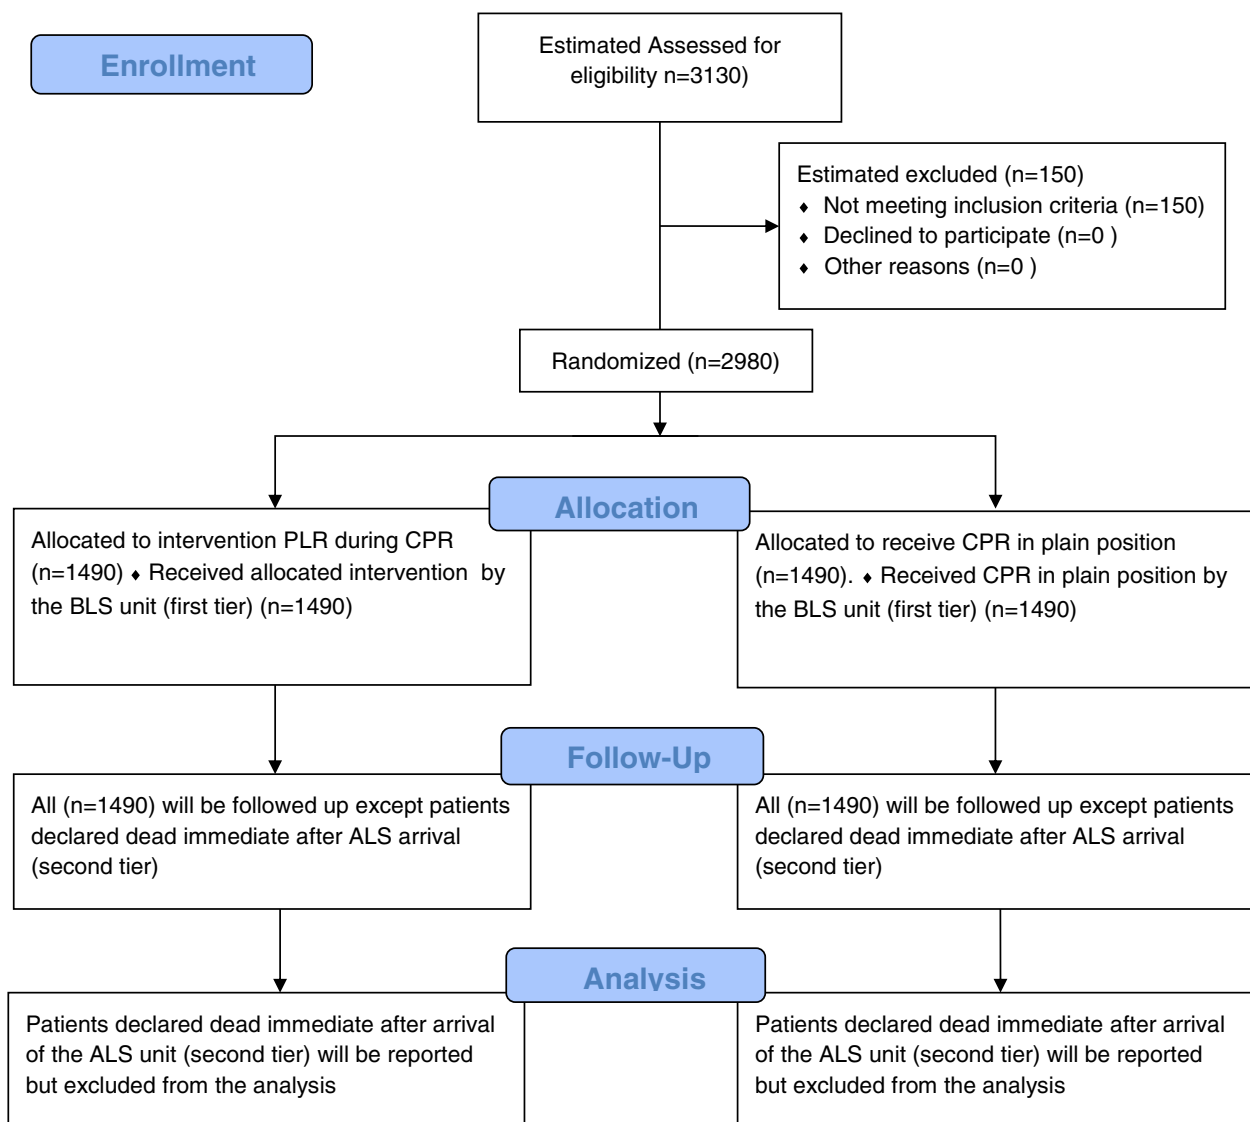 Enrollment
Estimated Assessed for
eligibility n=3130)
Estimated excluded (n=150)
♦ Not meeting inclusion criteria (n=150)
♦ Declined to participate (n=0 )
♦ Other reasons (n=0 )
Randomized (n=2980)
Allocation
Allocated to intervention PLR during CPR
(n=1490) ♦ Received allocated intervention by
the BLS unit (first tier) (n=1490)
Allocated to receive CPR in plain position
(n=1490). ♦ Received CPR in plain position by
the BLS unit (first tier) (n=1490)
Follow-Up
All (n=1490) will be followed up except patients
declared dead immediate after ALS arrival
(second tier)
All (n=1490) will be followed up except patients
declared dead immediate after ALS arrival
(second tier)
Analysis
Patients declared dead immediate after arrival
of the ALS unit (second tier) will be reported
but excluded from the analysis
Patients declared dead immediate after arrival
of the ALS unit (second tier) will be reported
but excluded from the analysis